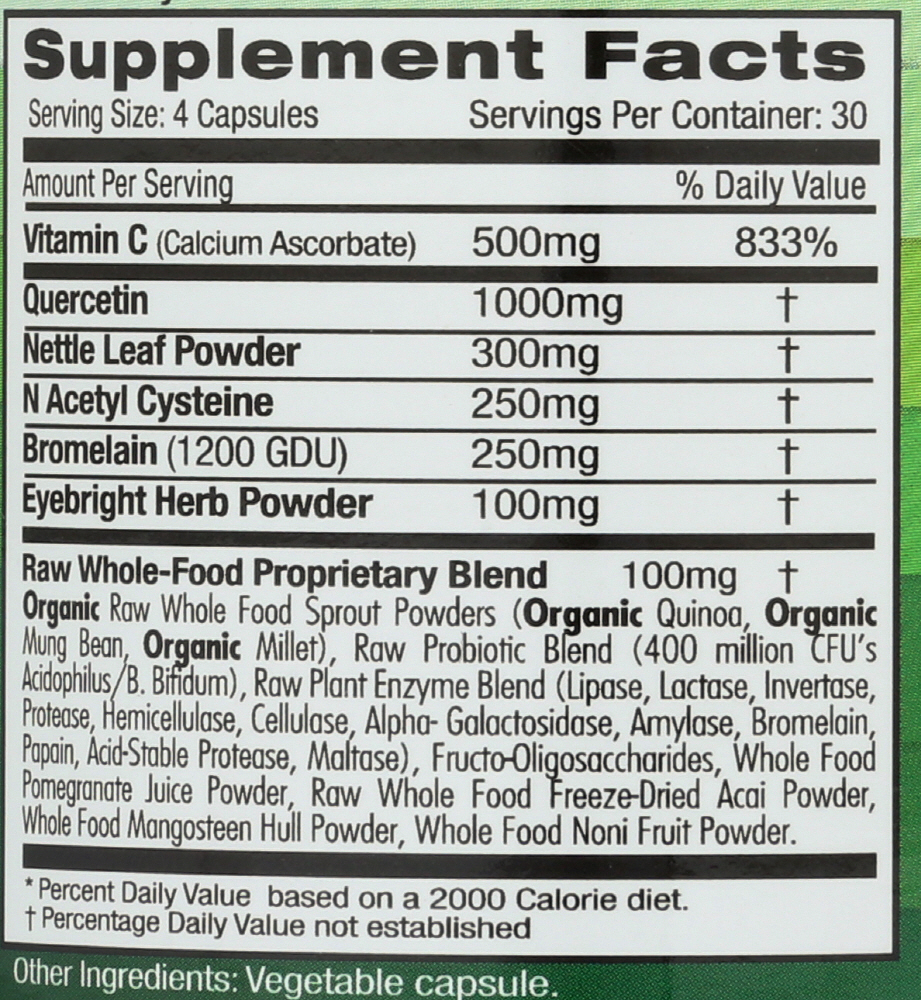 Supplement Facts
Serving Size: 4 Capsules Servings Per Container: 30
Amount Per Serving % Daily Value
Vitamin C (Calcium Ascorbate) 500mg 833%
Quercetin 1000mg †
Nettle Leaf Powder 300mg †
N Acetyl Cysteine 250mg †
Bromelain (1200 GDU) 250mg †
Eyebright Herb Powder 100mg †
Raw Whole-Food Proprietary Blend 100mg †
Organic Raw Whole Food Sprout Powders (Organic Quinoa, Organic
Mung Bean, Organic Millet), Raw Probiotic Blend (400 million CFU's
Acidophilus/B. Bifidum), Raw Plant Enzyme Blend (Lipase, Lactase, Invertase,
Protease, Hemicellulase, Cellulase, Alpha- Galactosidase, Amylase, Bromelain,
Papain, Acid-Stable Protease, Maltase), Fructo-Oligosaccharides, Whole Food
Pomegranate Juice Powder, Raw Whole Food Freeze-Dried Acai Powder,
Whole Food Mangosteen Hull Powder, Whole Food Noni Fruit Powder.
* Percent Daily Value based on a 2000 Calorie diet.
† Percentage Daily Value not established
Other Ingredients: Vegetable capsule.